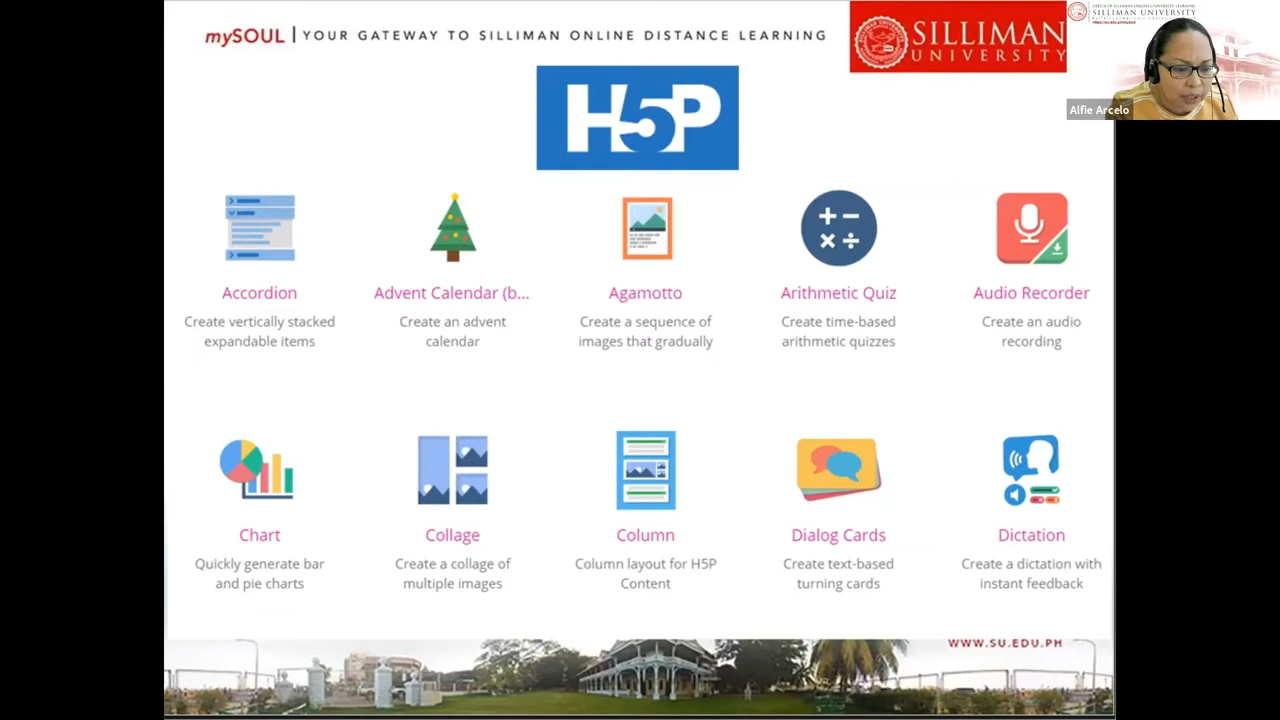 mySOUL | YOUR GATEWAY TO SILLIMAN ONLINE DISTANCE LEARNING
SILLIMAN
UNIVERSITY
SILLIMAN UNIVERSITY
Alfie Arcelo
H5P
Accordion
Create vertically stacked
expandable items
Advent Calendar (b...
Create an advent
calendar
Agamotto
Create a sequence of
images that gradually
Arithmetic Quiz
Create time-based
arithmetic quizzes
Audio Recorder
Create an audio
recording
Chart
Quickly generate bar
and pie charts
Collage
Create a collage of
multiple images
Column
Column layout for H5P
Content
Dialog Cards
Create text-based
turning cards
Dictation
Create a dictation with
instant feedback
WWW.SU.EDU.PH